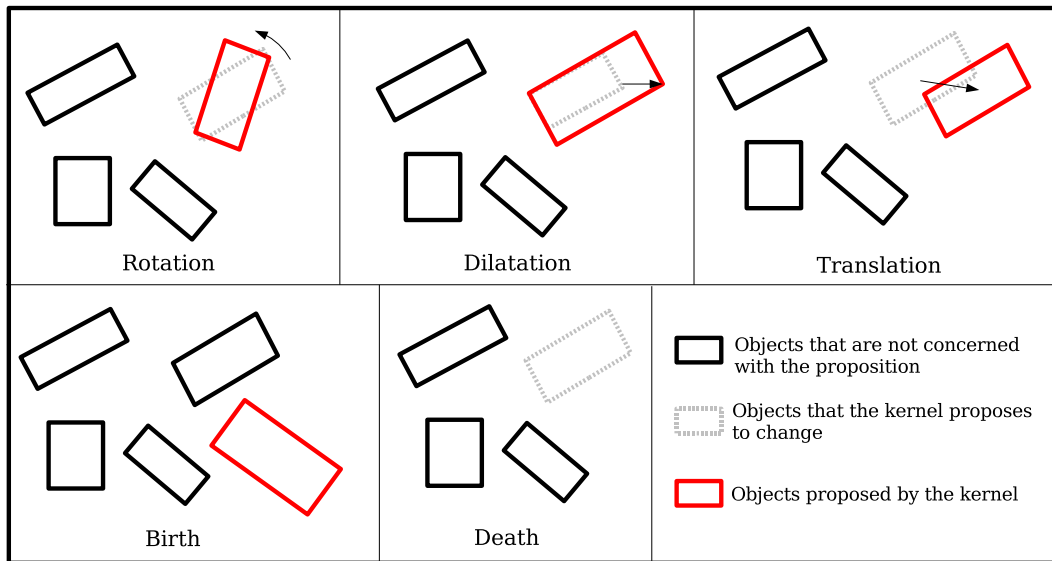 Rotation
Dilatation
Translation
Birth
Death
Objects that are not concerned
with the proposition
Objects that the kernel proposes
to change
Objects proposed by the kernel